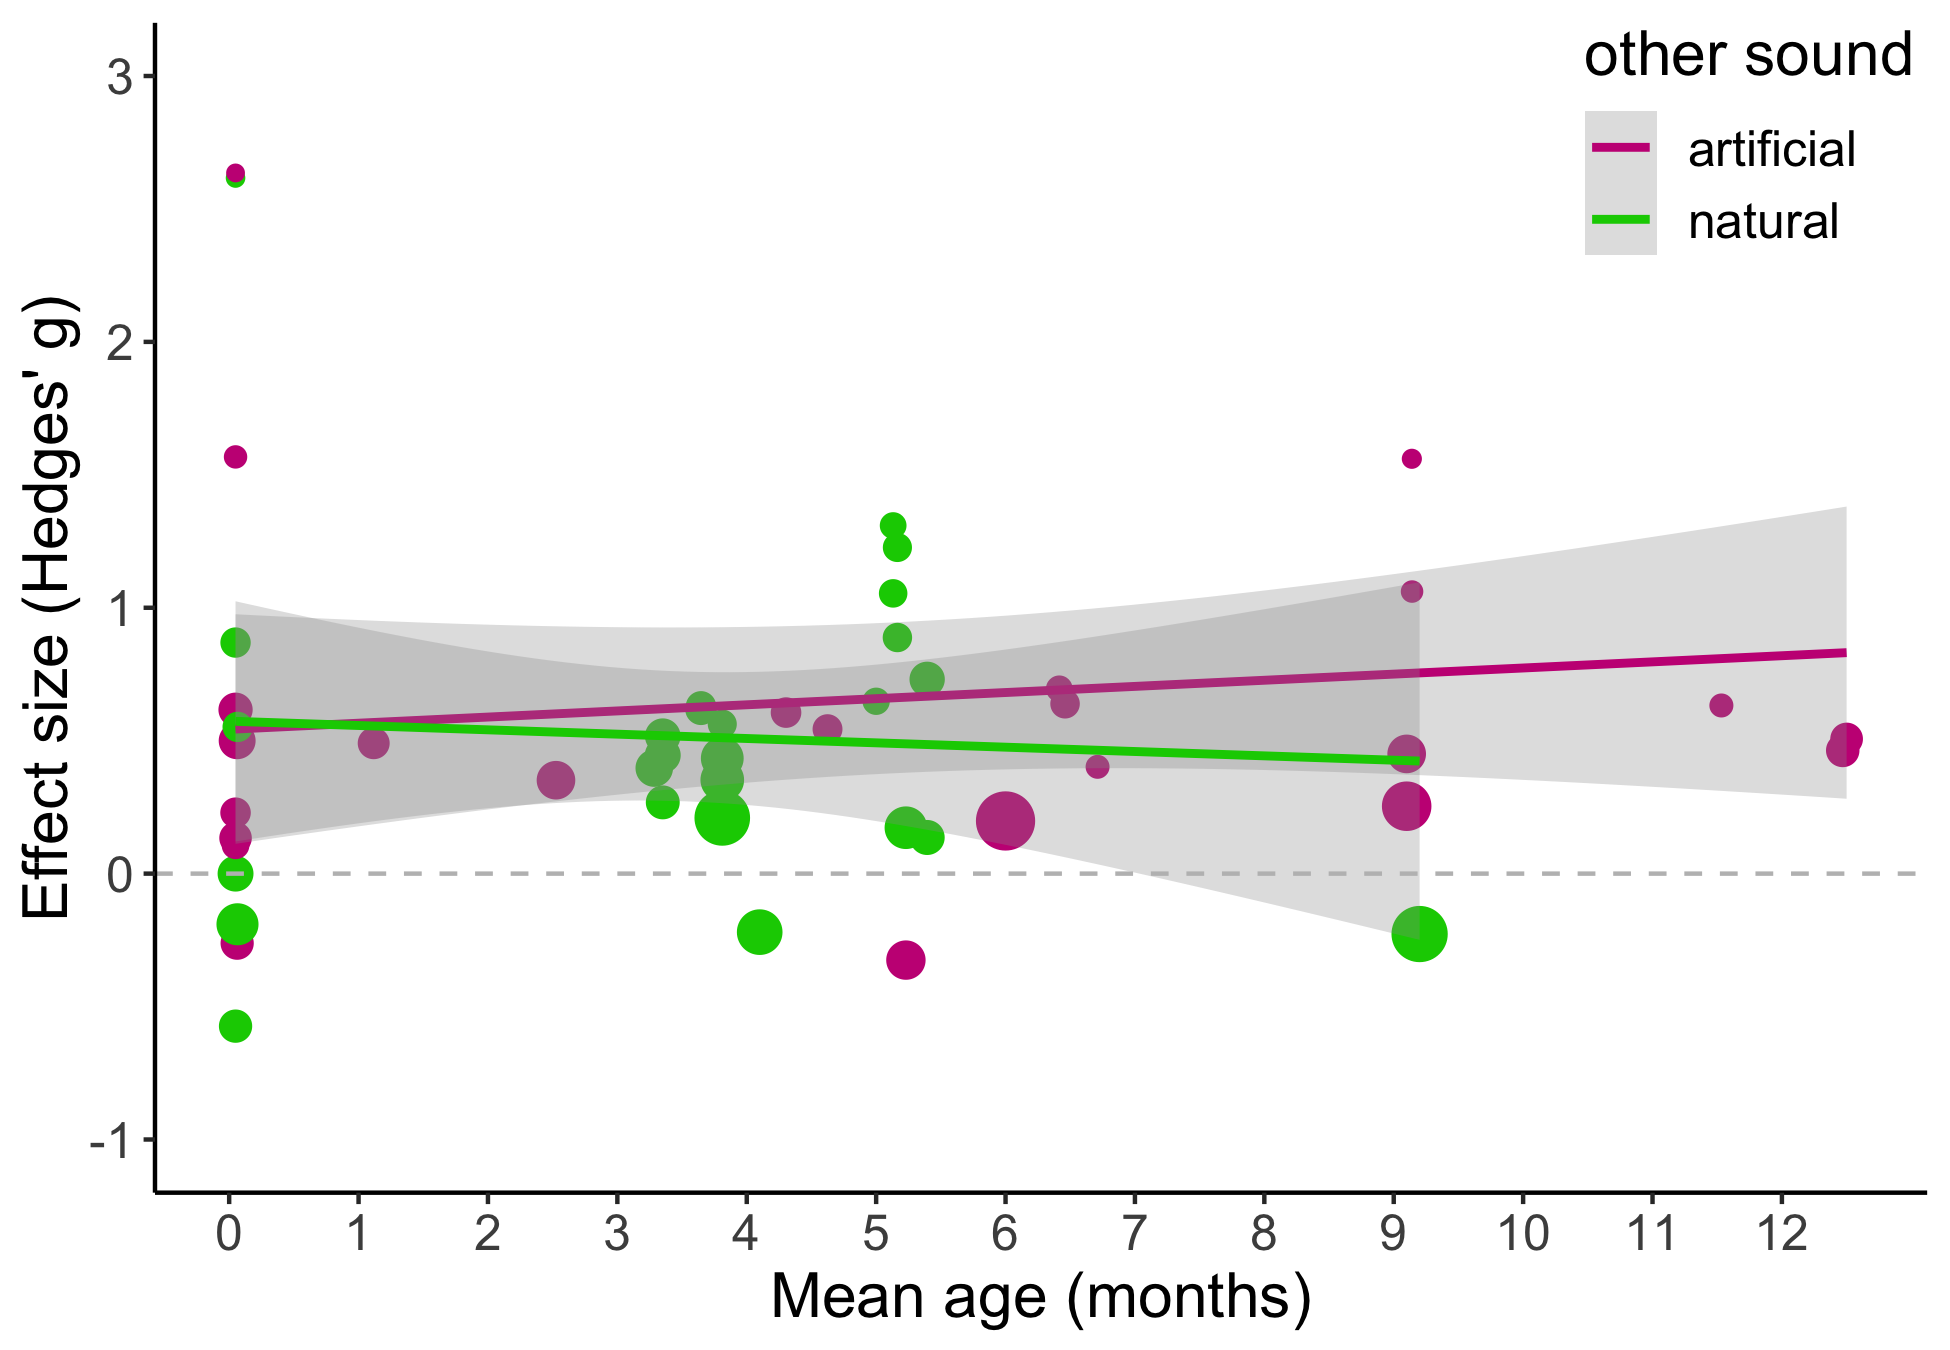 other sound
artificial
natural
Effect size (Hedges' g)
3
2
1
0
-1
0 1 2 3 4 5 6 7 8 9 10 11 12
Mean age (months)